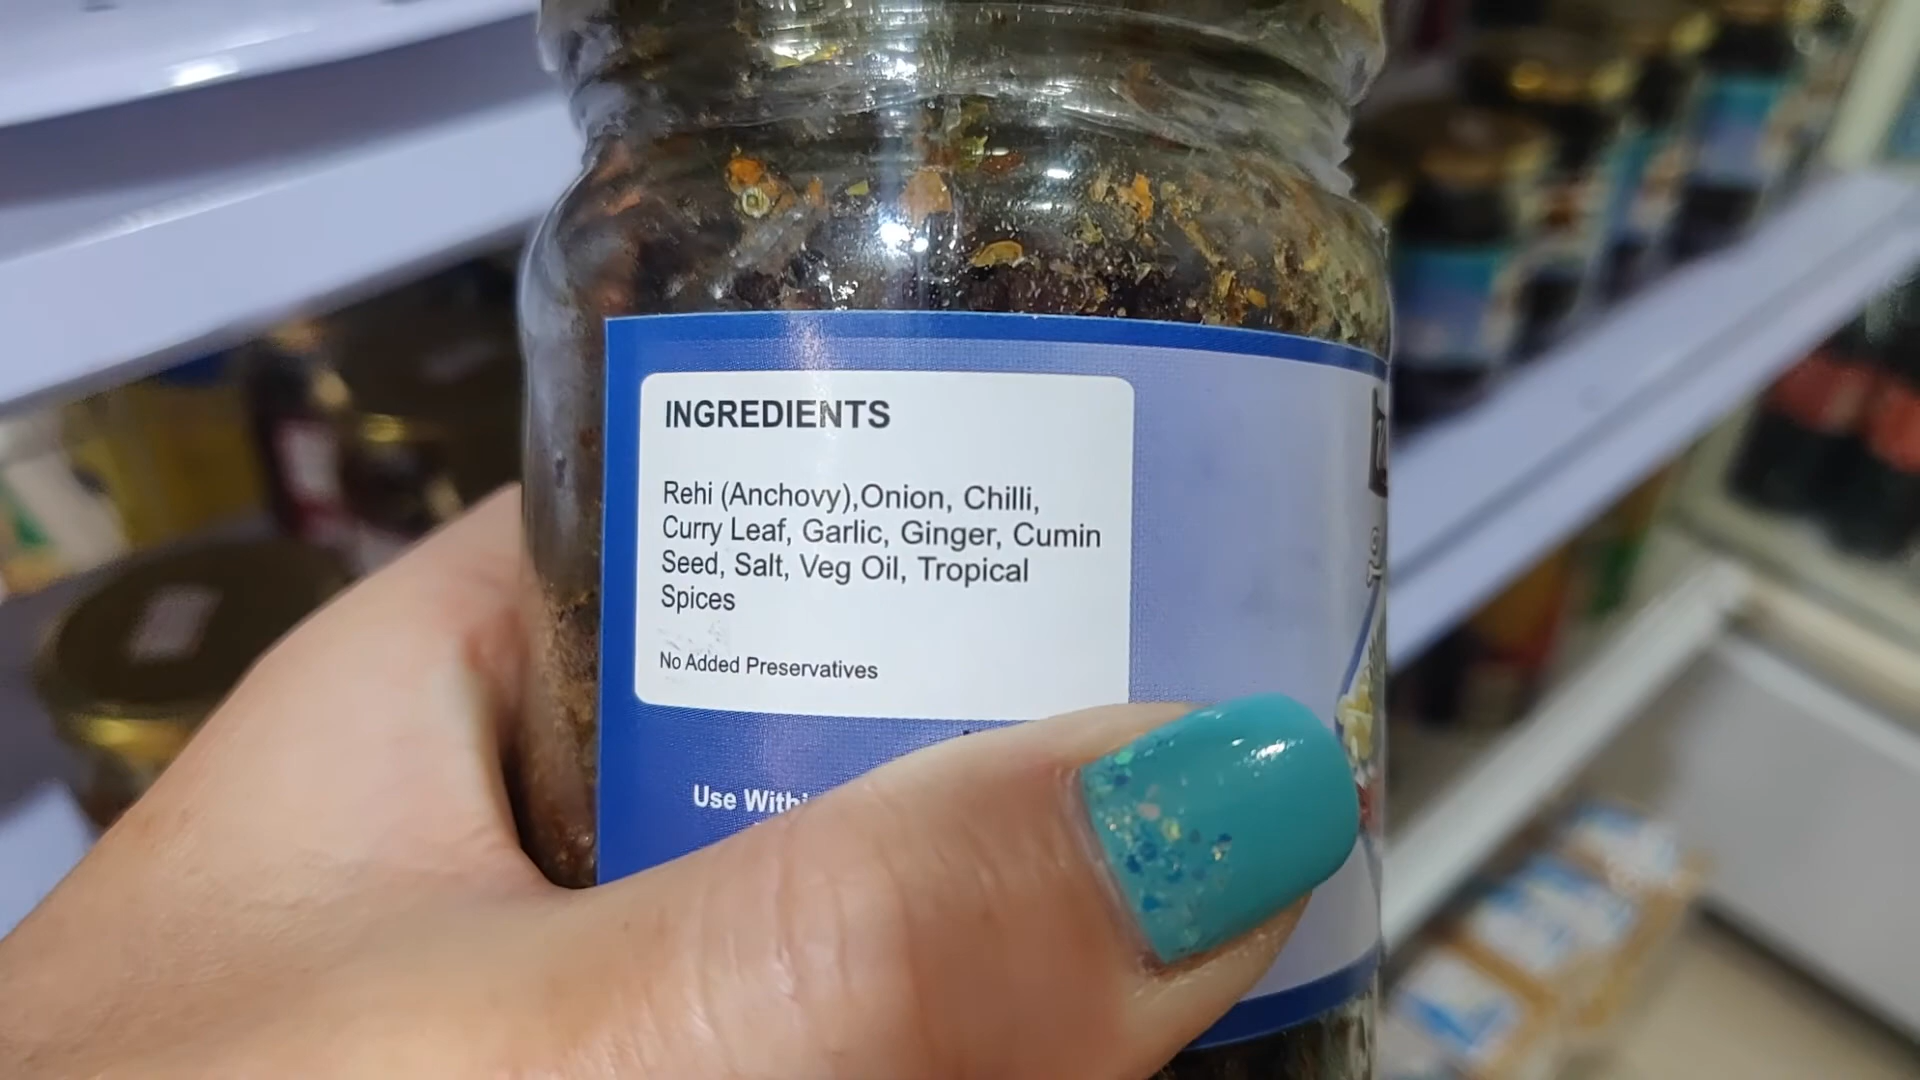 INGREDIENTS
Rehi (Anchovy),Onion, Chilli,
Curry Leaf, Garlic, Ginger, Cumin
Seed, Salt, Veg Oil, Tropical
Spices
No Added Preservatives
Use